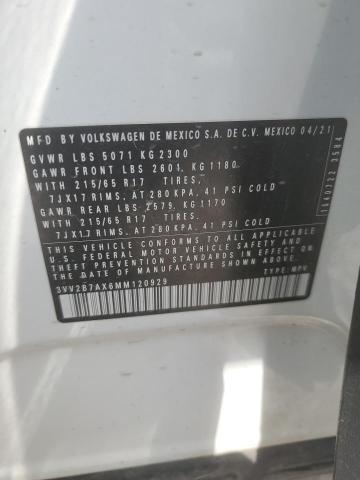 MFD BY VOLKSWAGEN DE MEXICO S.A. DE C.V. MEXICO 04/21
GVWR LBS 5071 KG 2300
GAWR FRONT LBS 2601, KG 1180
WITH 215/65 R17 TIRES.
7JX17 RIMS, AT 280 KPA, 41 PSI COLD
GAWR REAR LBS 2579, KG 1170
WITH 215/65 R17 TIRES.
7JX17 RIMS, AT 280 KPA, 41 PSI COLD
THIS VEHICLE CONFORMS TO ALL APPLICABLE
U.S. FEDERAL MOTOR VEHICLE SAFETY AND
THEFT PREVENTION STANDARDS IN EFFECT ON THE DATE
OF MANUFACTURE SHOWN ABOVE.
3VV2B7AX6MM120929 TYPE: MPV
3584